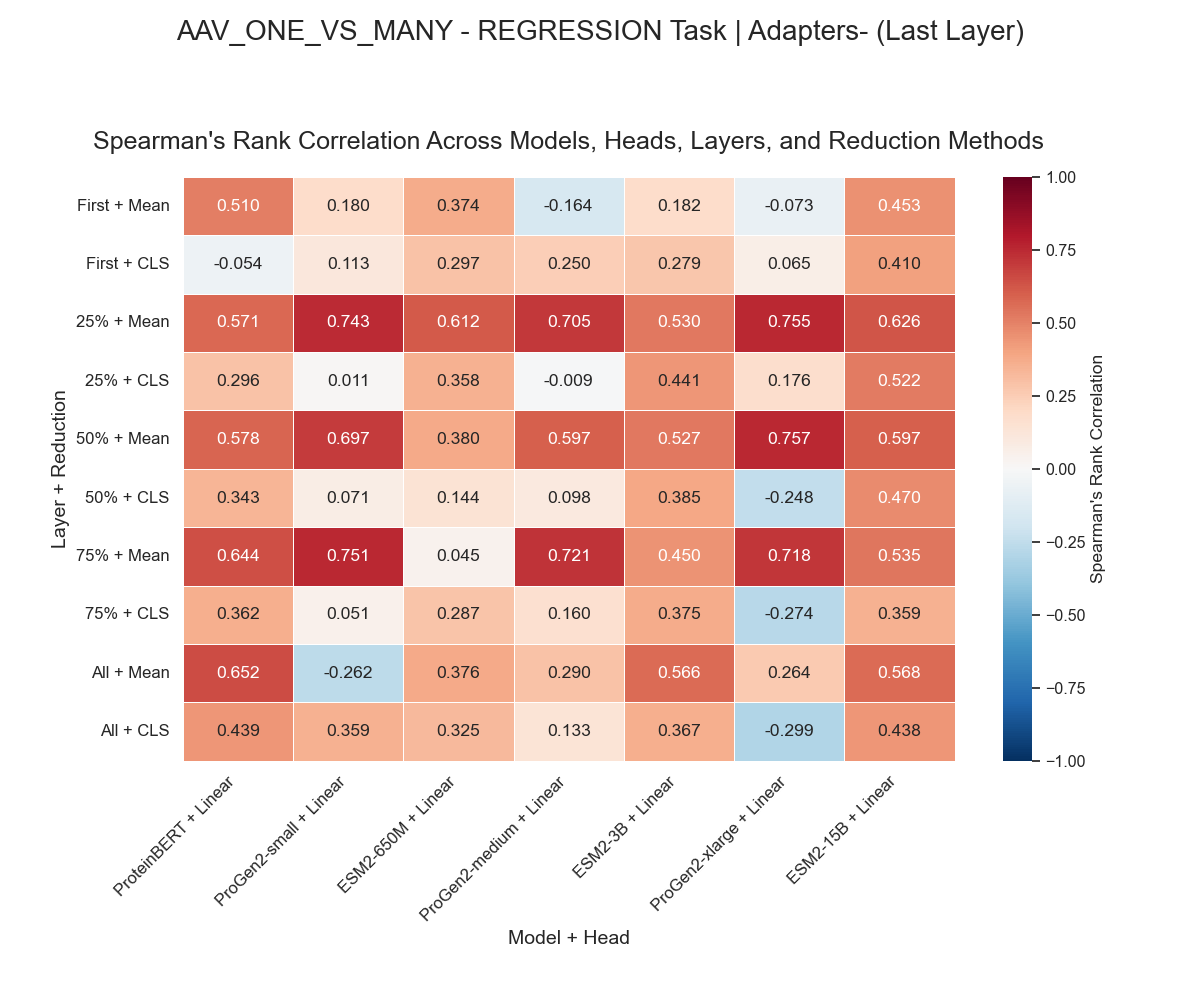 AAV_ONE_VS_MANY - REGRESSION Task | Adapters- (Last Layer)
Spearman's Rank Correlation Across Models, Heads, Layers, and Reduction Methods
Layer + Reduction
First + Mean 0.510 0.180 0.374 -0.164 0.182 -0.073 0.453
First + CLS -0.054 0.113 0.297 0.250 0.279 0.065 0.410
25% + Mean 0.571 0.743 0.612 0.705 0.530 0.755 0.626
25% + CLS 0.296 0.011 0.358 -0.009 0.441 0.176 0.522
50% + Mean 0.578 0.697 0.380 0.597 0.527 0.757 0.597
50% + CLS 0.343 0.071 0.144 0.098 0.385 -0.248 0.470
75% + Mean 0.644 0.751 0.045 0.721 0.450 0.718 0.535
75% + CLS 0.362 0.051 0.287 0.160 0.375 -0.274 0.359
All + Mean 0.652 -0.262 0.376 0.290 0.566 0.264 0.568
All + CLS 0.439 0.359 0.325 0.133 0.367 -0.299 0.438
ProteinBERT + Linear
ProGen2-small + Linear
ESM2-650M + Linear
ProGen2-medium + Linear
ESM2-3B + Linear
ProGen2-xlarge + Linear
ESM2-15B + Linear
Model + Head
1.00
0.75
0.50
0.25
0.00
−0.25
−0.50
−0.75
−1.00
Spearman's Rank Correlation